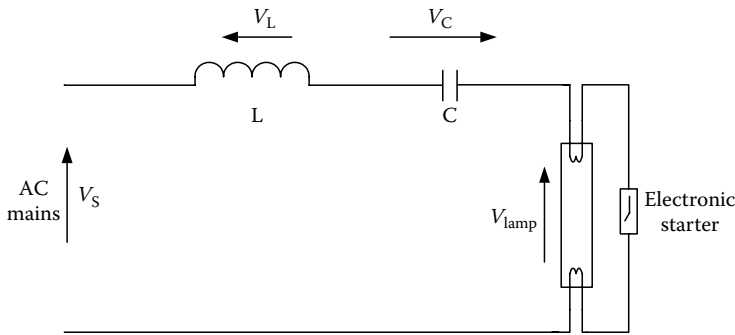 V_L
V_C
L
C
AC
mains
V_S
V_lamp
Electronic
starter